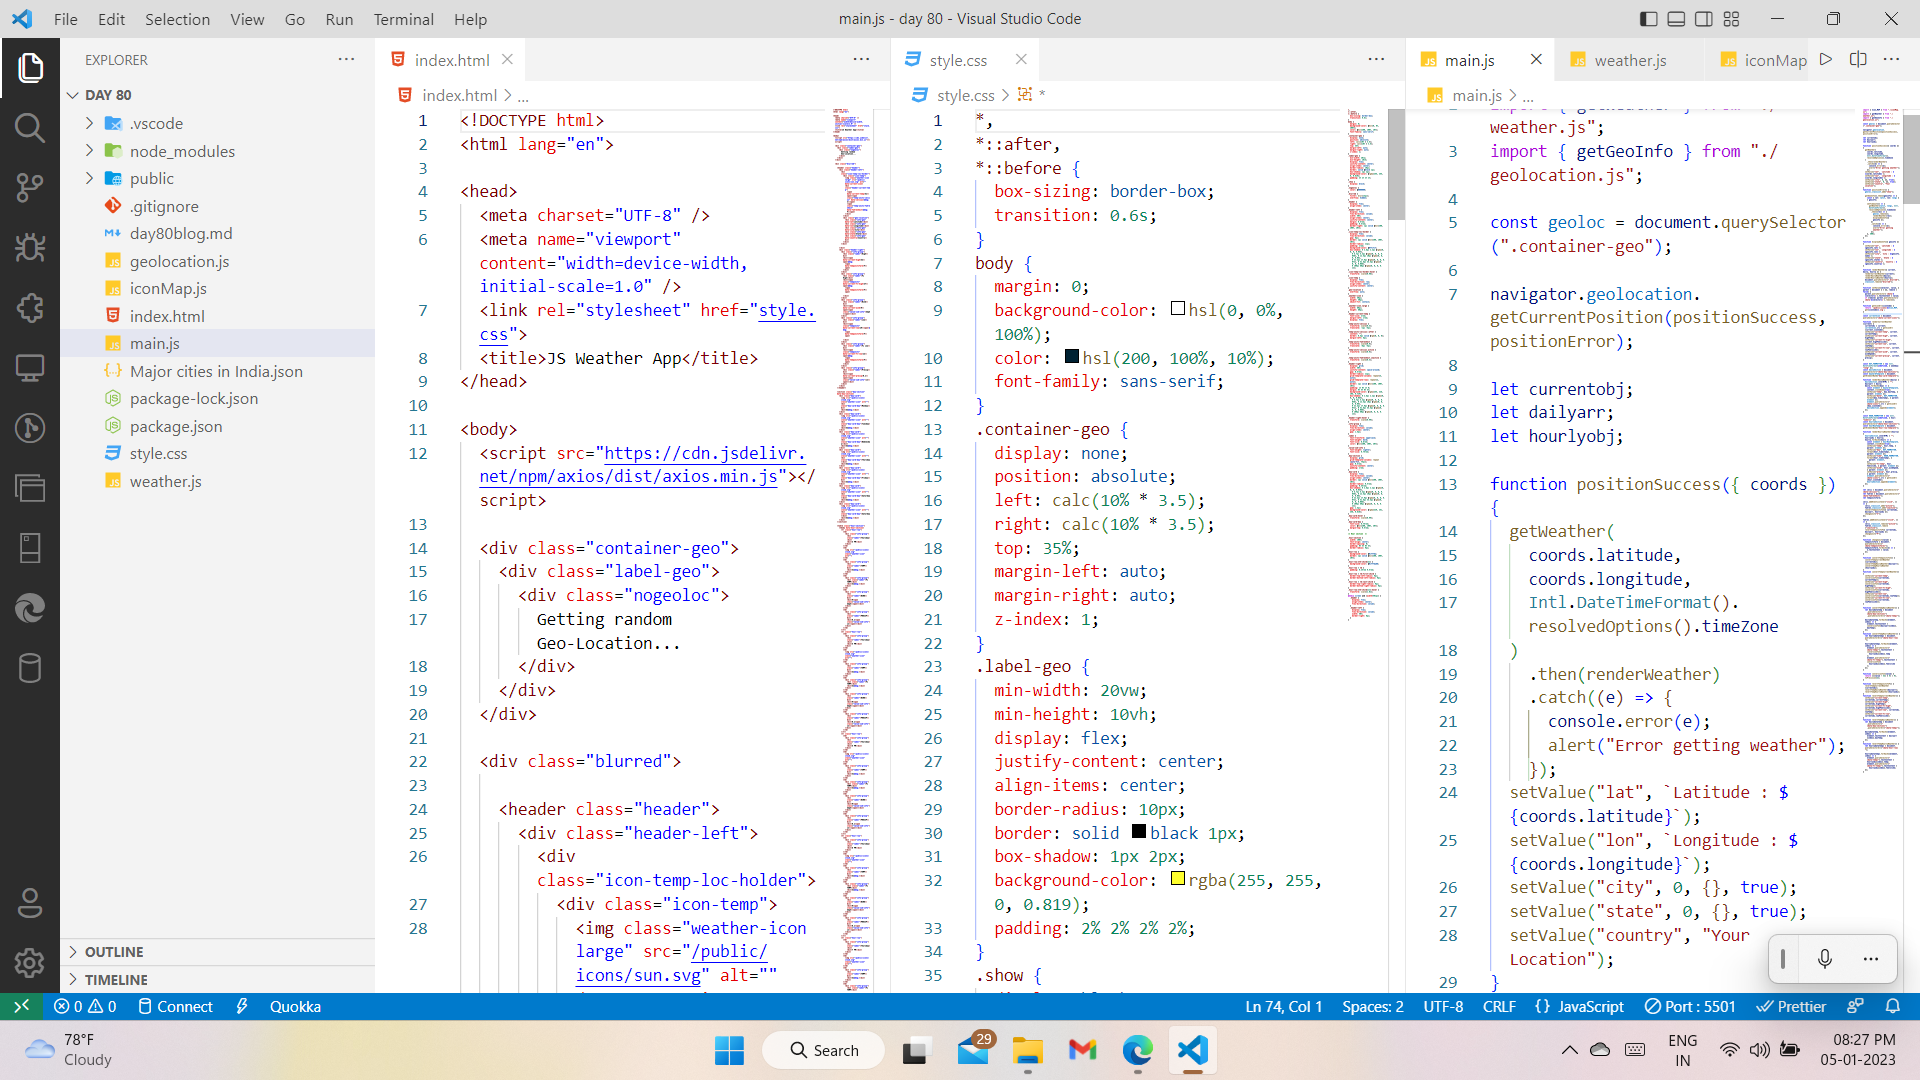 File Edit Selection View Go Run Terminal Help
main.js - day 80 - Visual Studio Code
EXPLORER
DAY 80
.vscode
node_modules
public
.gitignore
day80blog.md
geolocation.js
iconMap.js
index.html
main.js
Major cities in India.json
package-lock.json
package.json
style.css
weather.js
OUTLINE
TIMELINE
index.html
index.html > ...
1 <!DOCTYPE html>
2 <html lang="en">
3
4 <head>
5 <meta charset="UTF-8" />
6 <meta name="viewport"
content="width=device-width,
initial-scale=1.0" />
7 <link rel="stylesheet" href="style.
css">
8 <title>JS Weather App</title>
9 </head>
10
11 <body>
12 <script src="https://cdn.jsdelivr.
net/npm/axios/dist/axios.min.js"></
script>
13
14 <div class="container-geo">
15 <div class="label-geo">
16 <div class="nogeoloc">
17 Getting random
Geo-Location...
18 </div>
19 </div>
20 </div>
21
22 <div class="blurred">
23
24 <header class="header">
25 <div class="header-left">
26 <div
class="icon-temp-loc-holder">
27 <div class="icon-temp">
28 <img class="weather-icon
large" src="/public/
icons/sun.svg" alt=""
style.css
style.css > *
1 *,
2 *::after,
3 *::before {
4 box-sizing: border-box;
5 transition: 0.6s;
6 }
7 body {
8 margin: 0;
9 background-color: hsl(0, 0%,
100%);
10 color: hsl(200, 100%, 10%);
11 font-family: sans-serif;
12 }
13 .container-geo {
14 display: none;
15 position: absolute;
16 left: calc(10% * 3.5);
17 right: calc(10% * 3.5);
18 top: 35%;
19 margin-left: auto;
20 margin-right: auto;
21 z-index: 1;
22 }
23 .label-geo {
24 min-width: 20vw;
25 min-height: 10vh;
26 display: flex;
27 justify-content: center;
28 align-items: center;
29 border-radius: 10px;
30 border: solid black 1px;
31 box-shadow: 1px 2px;
32 background-color: rgba(255, 255,
0, 0.819);
33 padding: 2% 2% 2% 2%;
34 }
35 .show {
main.js weather.js iconMap
main.js > ...
weather.js";
3 import { getGeoInfo } from "./
geolocation.js";
4
5 const geoloc = document.querySelector
(".container-geo");
6
7 navigator.geolocation.
getCurrentPosition(positionSuccess,
positionError);
8
9 let currentobj;
10 let dailyarr;
11 let hourlyobj;
12
13 function positionSuccess({ coords })
{
14 getWeather(
15 coords.latitude,
16 coords.longitude,
17 Intl.DateTimeFormat().
resolvedOptions().timeZone
18 )
19 .then(renderWeather)
20 .catch((e) => {
21 console.error(e);
22 alert("Error getting weather");
23 });
24 setValue("lat", `Latitude : $
{coords.latitude}`);
25 setValue("lon", `Longitude : $
{coords.longitude}`);
26 setValue("city", 0, {}, true);
27 setValue("state", 0, {}, true);
28 setValue("country", "Your
Location");
29 }
0 0 Connect Quokka
Ln 74, Col 1 Spaces: 2 UTF-8 CRLF {} JavaScript Port : 5501 Prettier
78°F
Cloudy
Search
29
ENG
IN
08:27 PM
05-01-2023